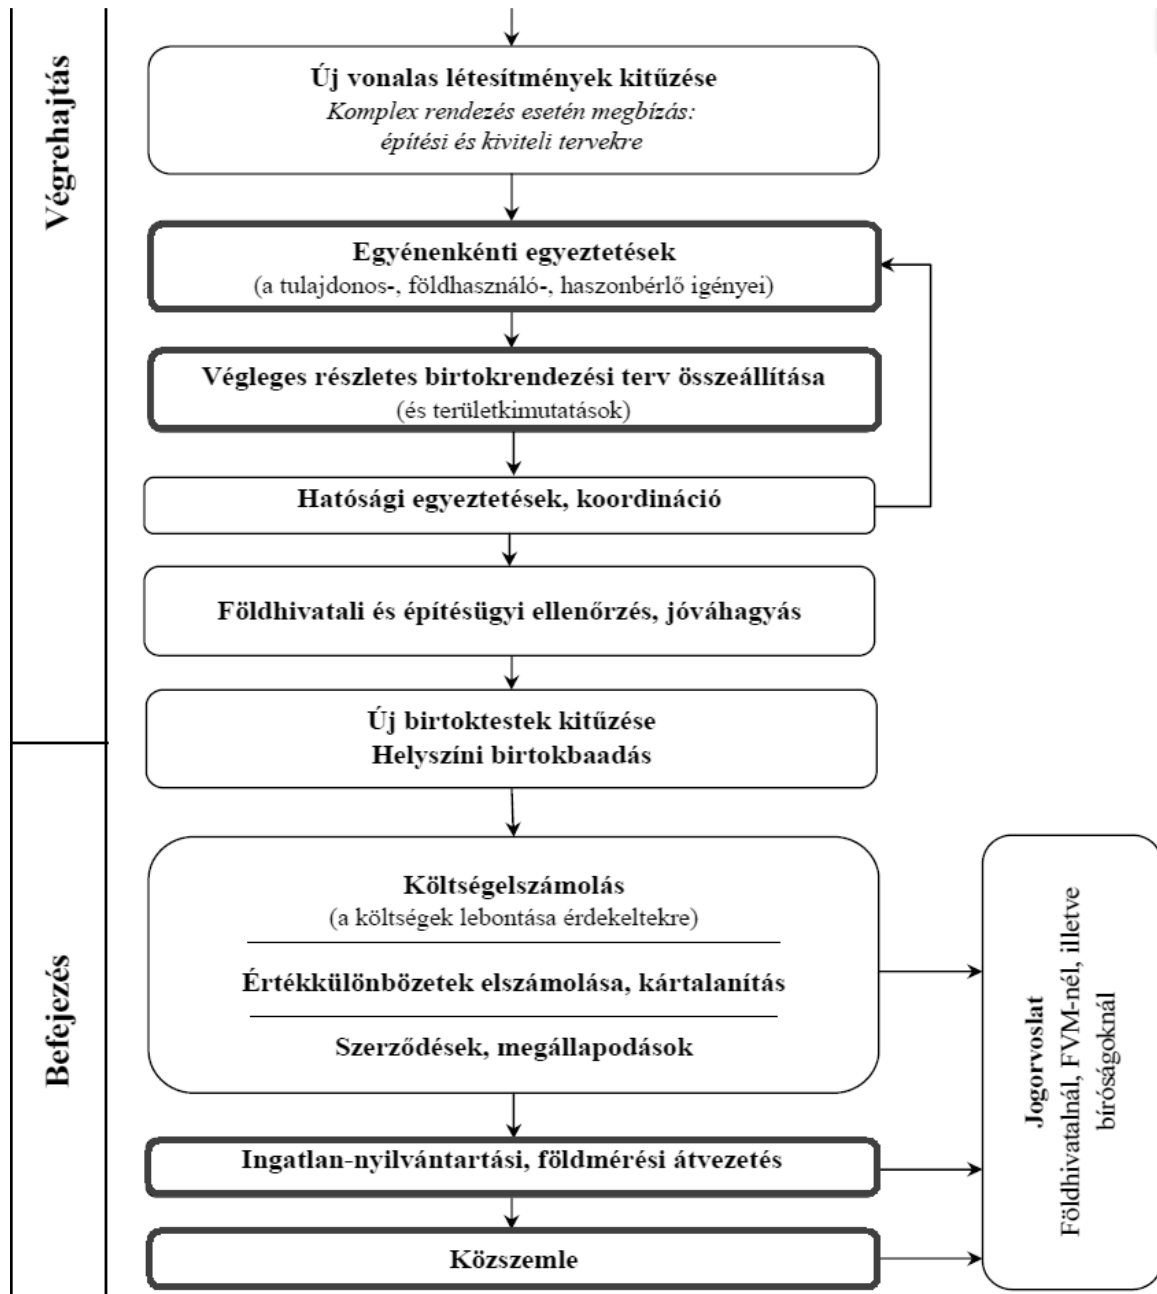 Végrehajtás
Új vonalas létesítmények kitűzése
Komplex rendezés esetén megbízás:
építési és kiviteli tervekre
Egyénenkénti egyeztetések
(a tulajdonos-, földhasználó-, haszonbérlő igényei)
Végleges részletes birtokrendezési terv összeállítása
(és területkimutatások)
Hatósági egyeztetések, koordináció
Földhivatali és építésügyi ellenőrzés, jóváhagyás
Új birtoktestek kitűzése
Helyszíni birtokbaadás
Befejezés
Költségelszámolás
(a költségek lebontása érdekeltekre)
Értékkülönbözetek elszámolása, kártalanítás
Szerződések, megállapodások
Ingatlan-nyilvántartási, földmérési átvezetés
Közszemle
Jogorvoslat
Földhivatalnál, FVM-nél, illetve
bíróságoknál